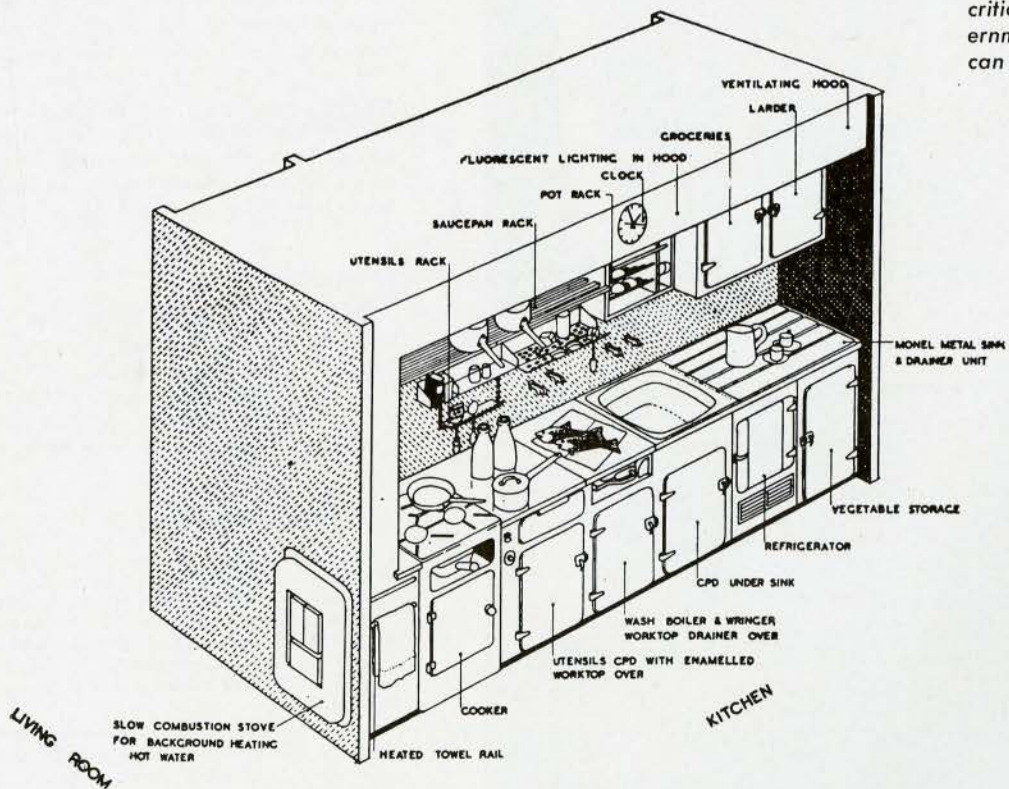 critic
ernm
can
VENTILATING HOOD
LARDER
GROCERIES
FLUORESCENT LIGHTING IN HOOD
CLOCK
POT RACK
SAUCEPAN RACK
UTENSILS RACK
MONEL METAL SINK
& DRAINER UNIT
VEGETABLE STORAGE
REFRIGERATOR
CPD UNDER SINK
WASH BOILER & WRINGER
WORKTOP DRAINER OVER
UTENSILS CPD WITH ENAMELLED
WORKTOP OVER
KITCHEN
COOKER
SLOW COMBUSTION STOVE
FOR BACKGROUND HEATING
HOT WATER
HEATED TOWEL RAIL
LIVING ROOM